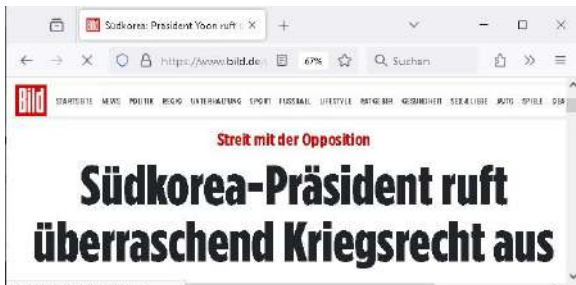 Südkorea: Präsident Yoon ruft
https://www.bild.de
67%
Suchen
Bild
STARTSEITE NEWS POLITIK REGIO UNTERHALTUNG SPORT FUSSBALL LIFESTYLE RATGEBER GESUNDHEIT SEX & LIEBE AUTO SPIELE
Streit mit der Opposition
Südkorea-Präsident ruft
überraschend Kriegsrecht aus